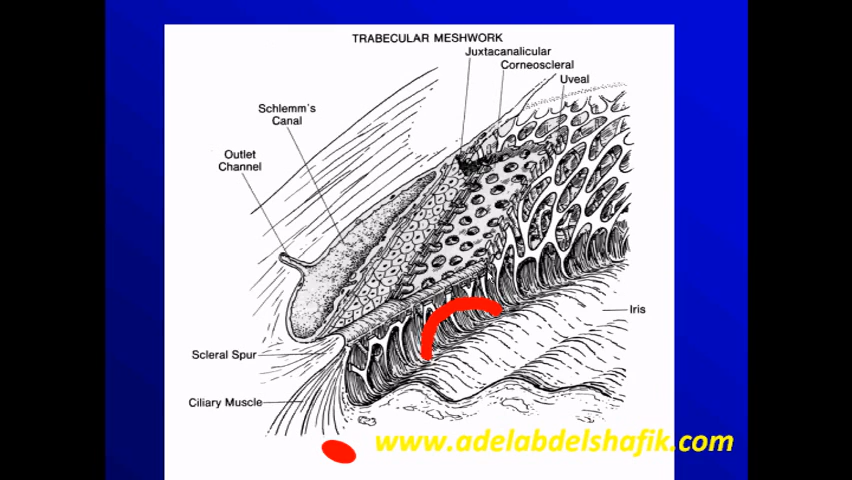 TRABECULAR MESHWORK
Juxtacanalicular
Corneoscleral
Uveal
Schlemm's
Canal
Outlet
Channel
Iris
Scleral Spur
Ciliary Muscle
www.adelabdelshafik.com